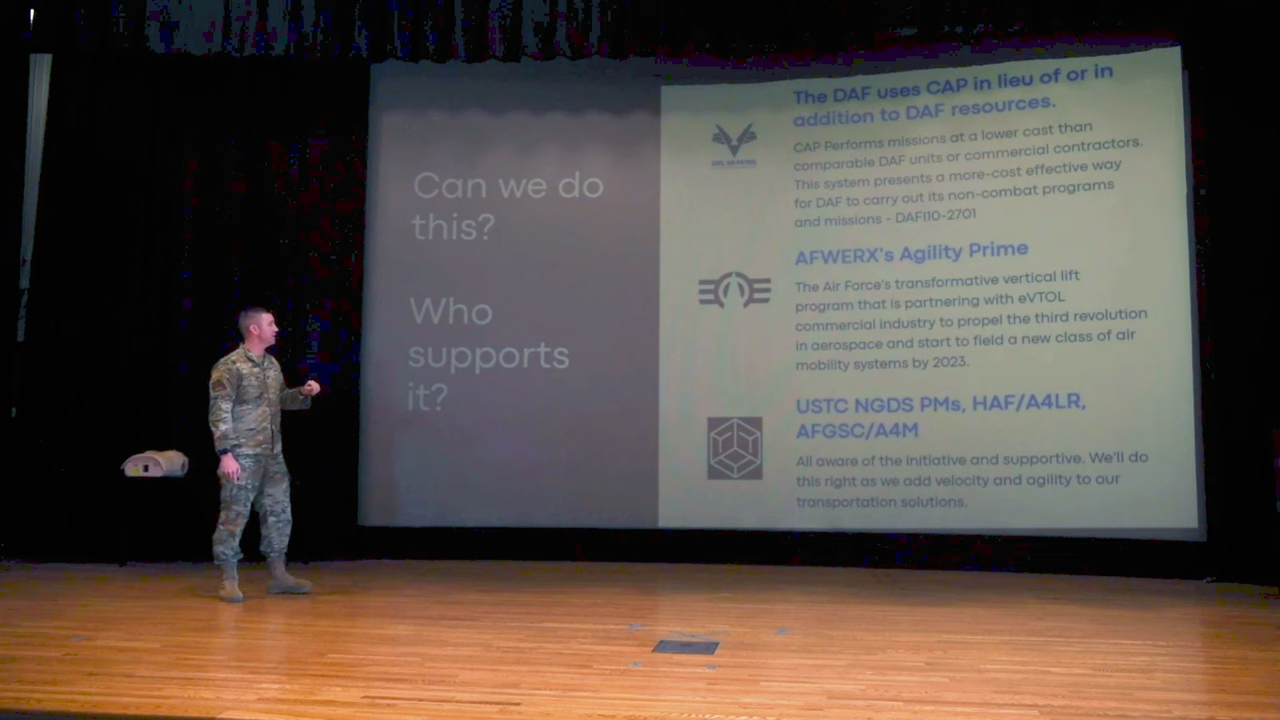 Can we do
this?
Who
supports
it?
The DAF uses CAP in lieu of or in
addition to DAF resources.
CAP Performs missions at a lower cast than
comparable DAF units or commercial contractors.
This system presents a more-cost effective way
for DAF to carry out its non-combat programs
and missions - DAFI10-2701
AFWERX's Agility Prime
The Air Force's transformative vertical lift
program that is partnering with eVTOL
commercial industry to propel the third revolution
in aerospace and start to field a new class of air
mobility systems by 2023.
USTC NGDS PMs, HAF/A4LR,
AFGSC/A4M
All aware of the initiative and supportive. We'll do
this right as we add velocity and agility to our
transportation solutions.